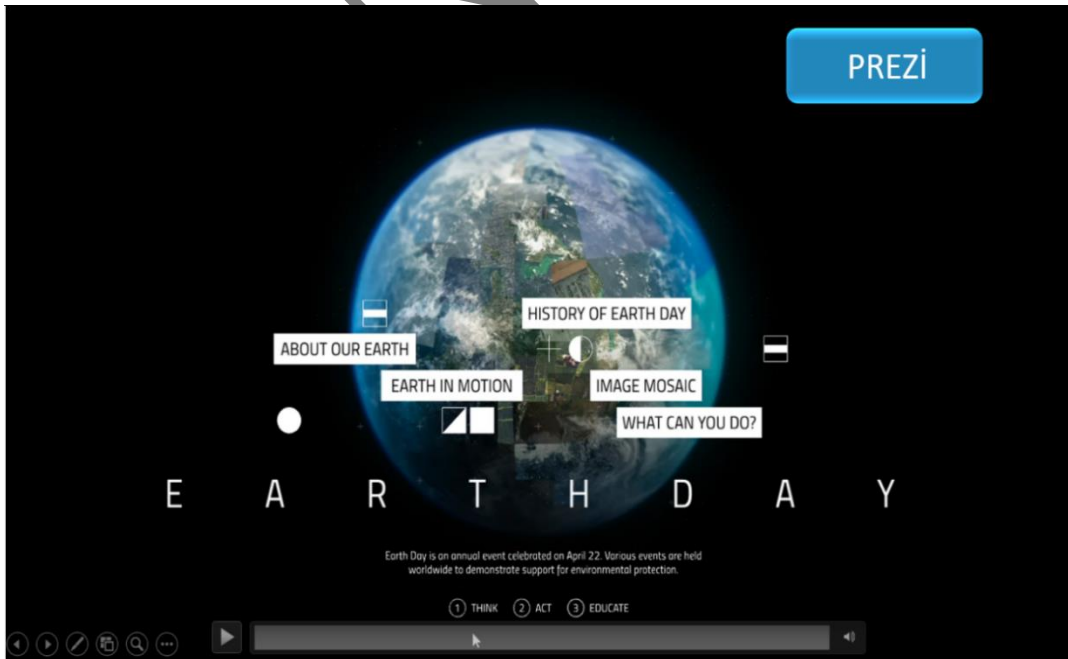 PREZİ
HISTORY OF EARTH DAY
ABOUT OUR EARTH
EARTH IN MOTION
IMAGE MOSAIC
WHAT CAN YOU DO?
E A R T H D A Y
Earth Day is an annual event celebrated on April 22. Various events are held
worldwide to demonstrate support for environmental protection.
1 THINK 2 ACT 3 EDUCATE